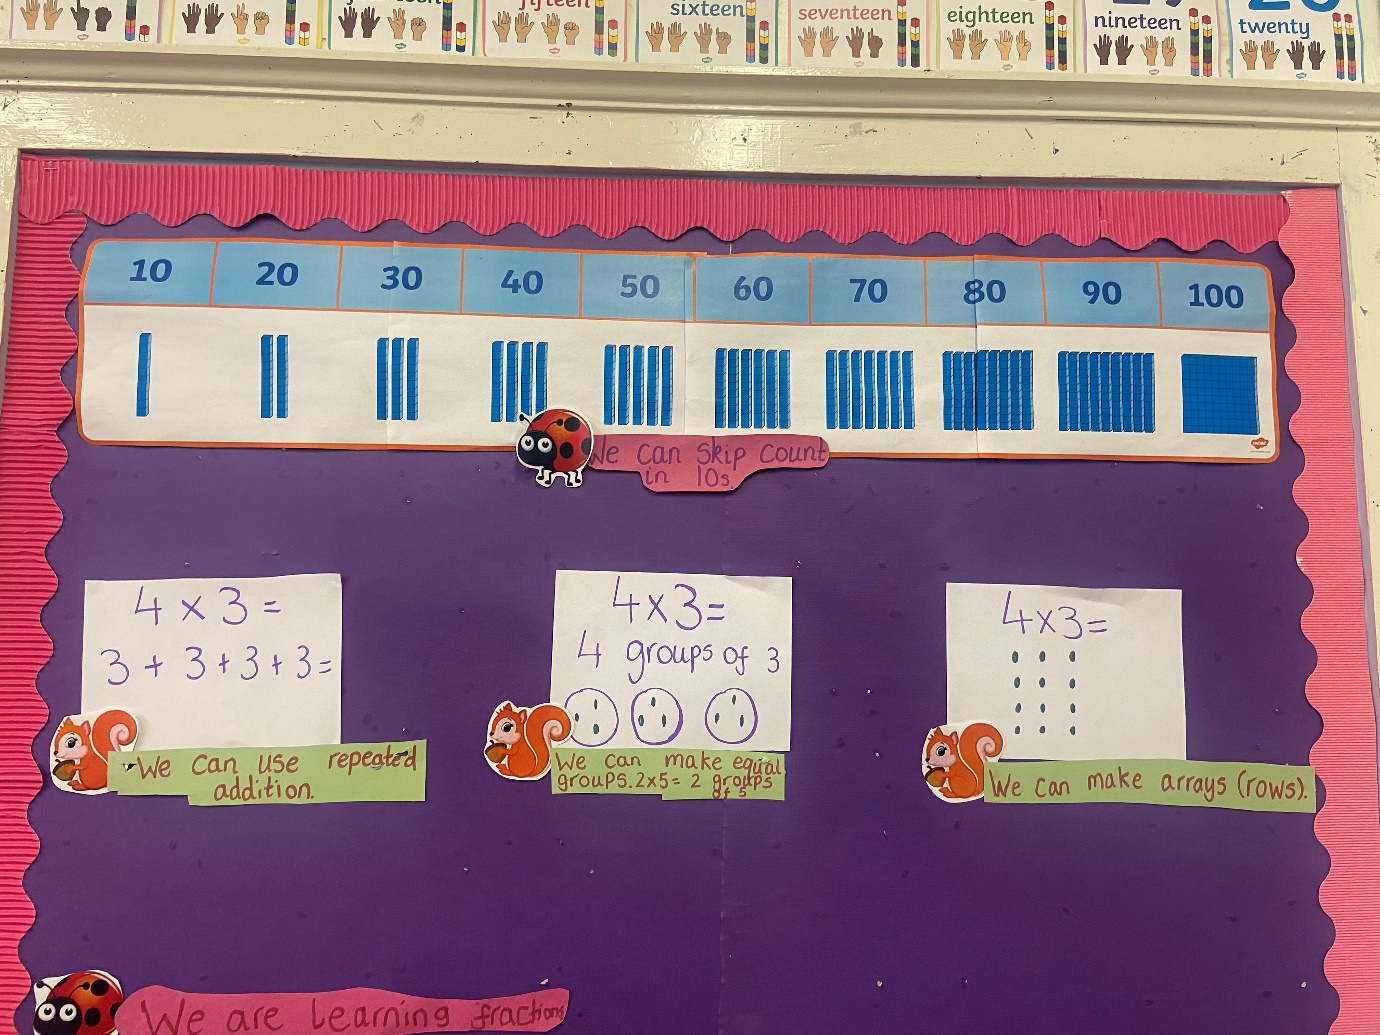 fifteen
sixteen
seventeen
eighteen
nineteen
twenty
10 20 30 40 50 60 70 80 90 100
We can skip count
in 10s.
4 x 3 =
3 + 3 + 3 + 3 =
We can use repeated
addition.
4x3=
4 groups of 3
We can make equal
groups. 2x5 = 2 groups
of 5
4x3=
We can make arrays (rows).
We are learning fractions